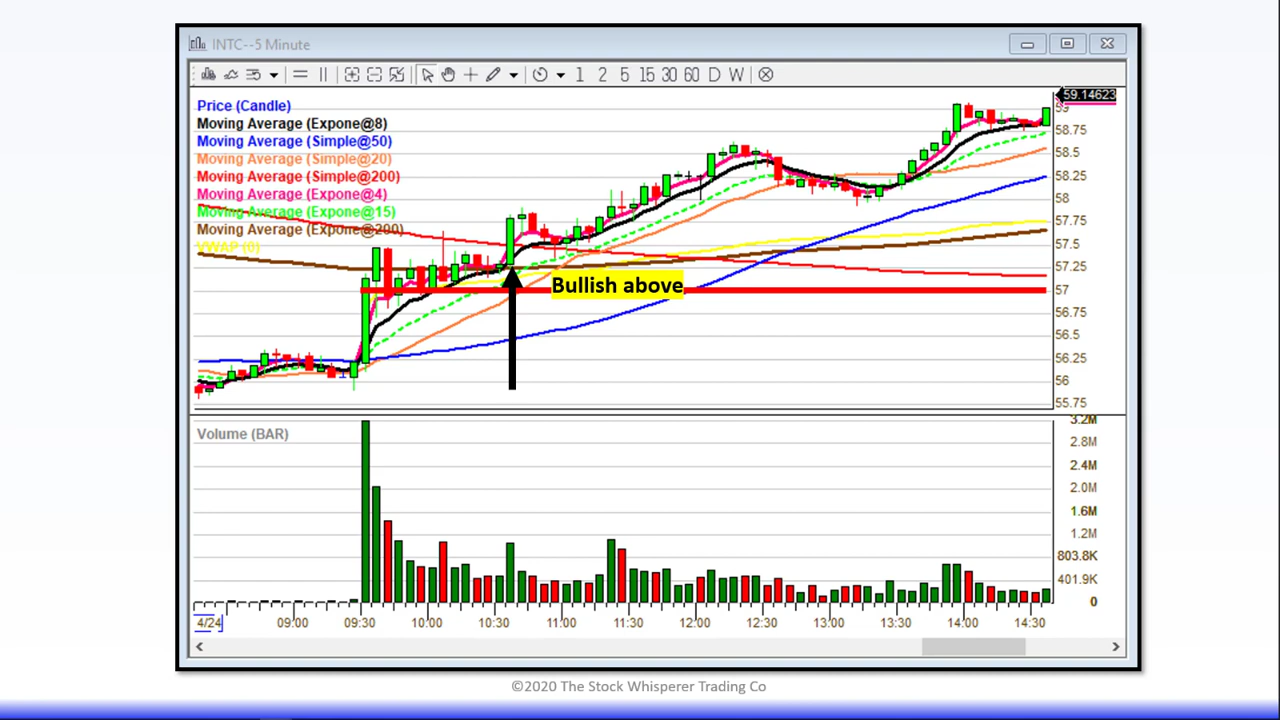 INTC--5 Minute
1 2 5 15 30 60 D W
Price (Candle)
Moving Average (Expone@8)
Moving Average (Simple@50)
Moving Average (Simple@20)
Moving Average (Simple@200)
Moving Average (Expone@4)
Moving Average (Expone@15)
Moving Average (Expone@200)
VWAP (0)
Bullish above
59.14623
59
58.75
58.5
58.25
58
57.75
57.5
57.25
57
56.75
56.5
56.25
56
55.75
Volume (BAR)
3.2M
2.8M
2.4M
2.0M
1.6M
1.2M
803.8K
401.9K
0
4/24 09:00 09:30 10:00 10:30 11:00 11:30 12:00 12:30 13:00 13:30 14:00 14:30
©2020 The Stock Whisperer Trading Co